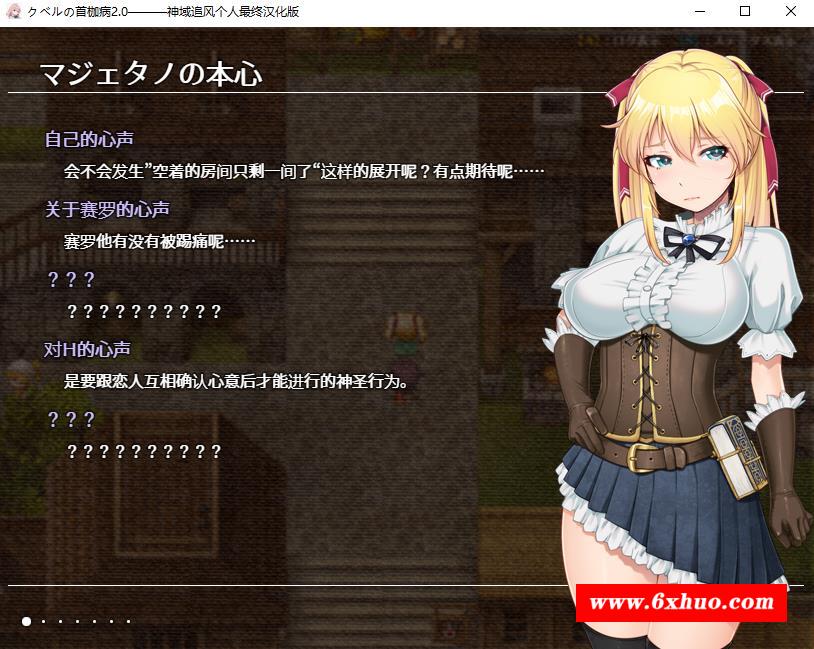 クベルの首枷病2.0———神域追风个人最终汉化版
マジェタノの本心
自己的心声
会不会发生”空着的房间只剩一间了“这样的展开呢？有点期待呢……
关于赛罗的心声
赛罗他有没有被踢痛呢……
？？？
？？？？？？？？？？
对H的心声
是要跟恋人互相确认心意后才能进行的神圣行为。
？？？
？？？？？？？？？？
www.6xhuo.com